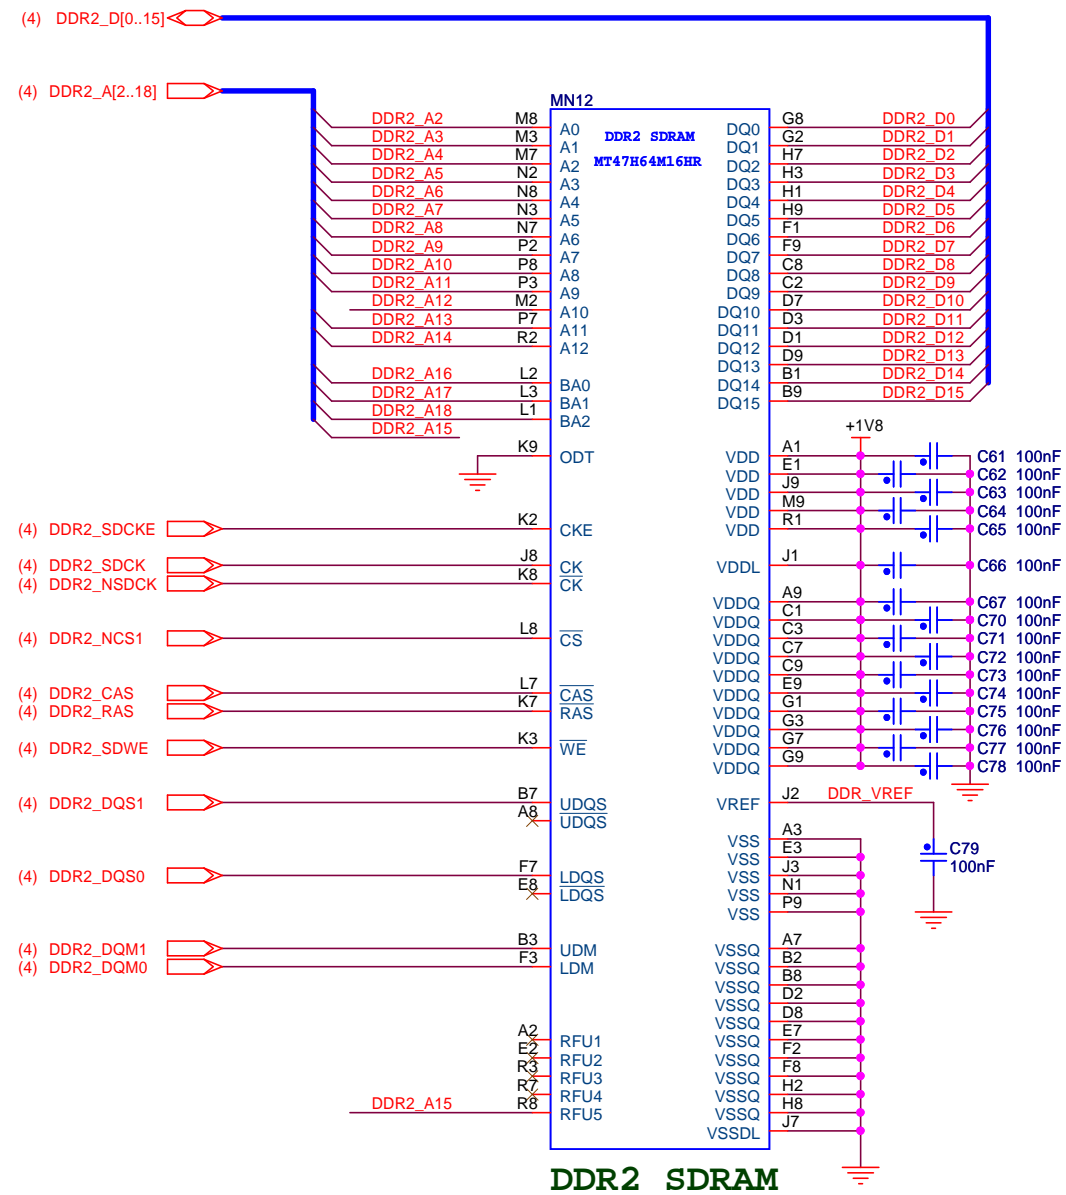 (4) DDR2_D[0..15]
(4) DDR2_A[2..18]
MN12
DDR2 SDRAM
MT47H64M16HR
DDR2_A2 M8 A0
DDR2_A3 M3 A1
DDR2_A4 M7 A2
DDR2_A5 N2 A3
DDR2_A6 N8 A4
DDR2_A7 N3 A5
DDR2_A8 N7 A6
DDR2_A9 P2 A7
DDR2_A10 P8 A8
DDR2_A11 P3 A9
DDR2_A12 M2 A10
DDR2_A13 P7 A11
DDR2_A14 R2 A12
DDR2_A16 L2 BA0
DDR2_A17 L3 BA1
DDR2_A18 L1 BA2
DDR2_A15
K9 ODT
(4) DDR2_SDCKE K2 CKE
(4) DDR2_SDCK J8 CK
(4) DDR2_NSDCK K8 CK
(4) DDR2_NCS1 L8 CS
(4) DDR2_CAS L7 CAS
(4) DDR2_RAS K7 RAS
(4) DDR2_SDWE K3 WE
(4) DDR2_DQS1 B7 UDQS
A8 UDQS
(4) DDR2_DQS0 F7 LDQS
E8 LDQS
(4) DDR2_DQM1 B3 UDM
(4) DDR2_DQM0 F3 LDM
A2 RFU1
E2 RFU2
R3 RFU3
R7 RFU4
DDR2_A15 R8 RFU5
DQ0 G8 DDR2_D0
DQ1 G2 DDR2_D1
DQ2 H7 DDR2_D2
DQ3 H3 DDR2_D3
DQ4 H1 DDR2_D4
DQ5 H9 DDR2_D5
DQ6 F1 DDR2_D6
DQ7 F9 DDR2_D7
DQ8 C8 DDR2_D8
DQ9 C2 DDR2_D9
DQ10 D7 DDR2_D10
DQ11 D3 DDR2_D11
DQ12 D1 DDR2_D12
DQ13 D9 DDR2_D13
DQ14 B1 DDR2_D14
DQ15 B9 DDR2_D15
+1V8
VDD A1 C61 100nF
VDD E1 C62 100nF
VDD J9 C63 100nF
VDD M9 C64 100nF
VDD R1 C65 100nF
VDDL J1 C66 100nF
VDDQ A9 C67 100nF
VDDQ C1 C70 100nF
VDDQ C3 C71 100nF
VDDQ C7 C72 100nF
VDDQ C9 C73 100nF
VDDQ E9 C74 100nF
VDDQ G1 C75 100nF
VDDQ G3 C76 100nF
VDDQ G7 C77 100nF
VDDQ G9 C78 100nF
VREF J2 DDR_VREF
C79
100nF
VSS A3
VSS E3
VSS J3
VSS N1
VSS P9
VSSQ A7
VSSQ B2
VSSQ B8
VSSQ D2
VSSQ D8
VSSQ E7
VSSQ F2
VSSQ F8
VSSQ H2
VSSQ H8
VSSDL J7
DDR2 SDRAM